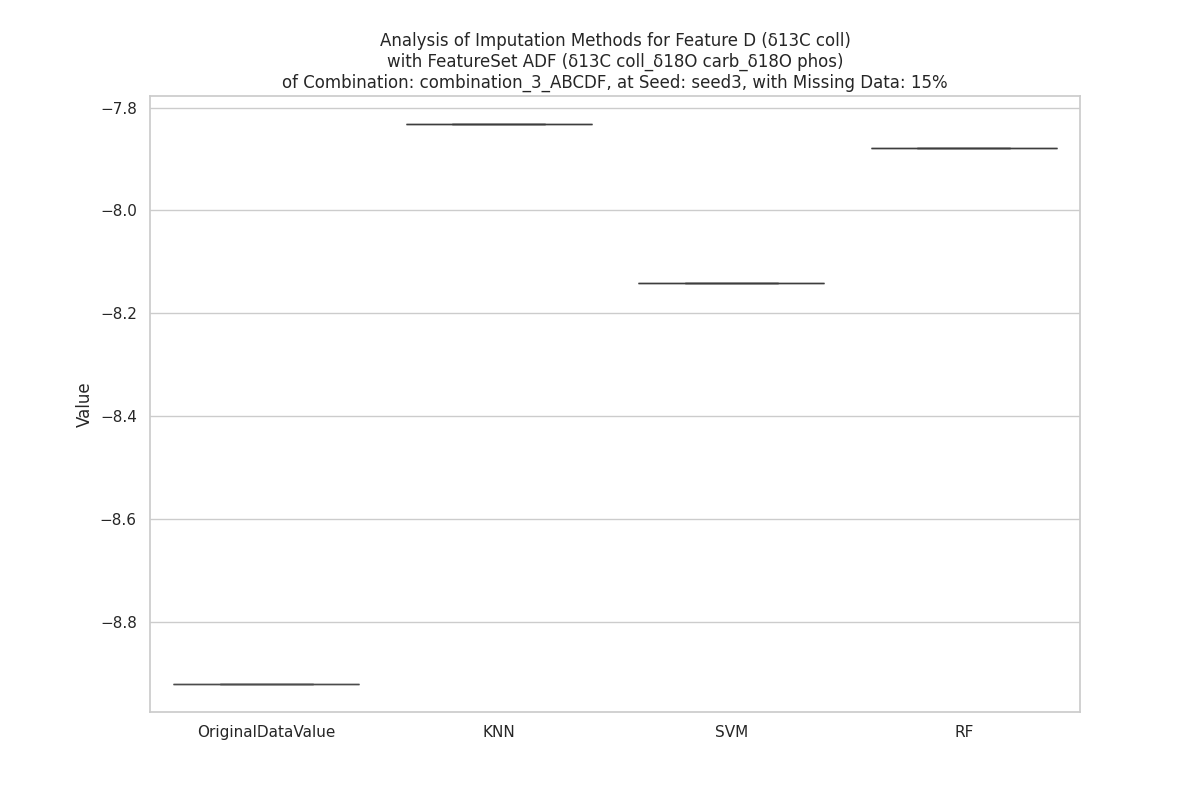 Analysis of Imputation Methods for Feature D (δ13C coll)
with FeatureSet ADF (δ13C coll_δ18O carb_δ18O phos)
of Combination: combination_3_ABCDF, at Seed: seed3, with Missing Data: 15%
−7.8
−8.0
−8.2
−8.4
−8.6
−8.8
Value
OriginalDataValue
KNN
SVM
RF